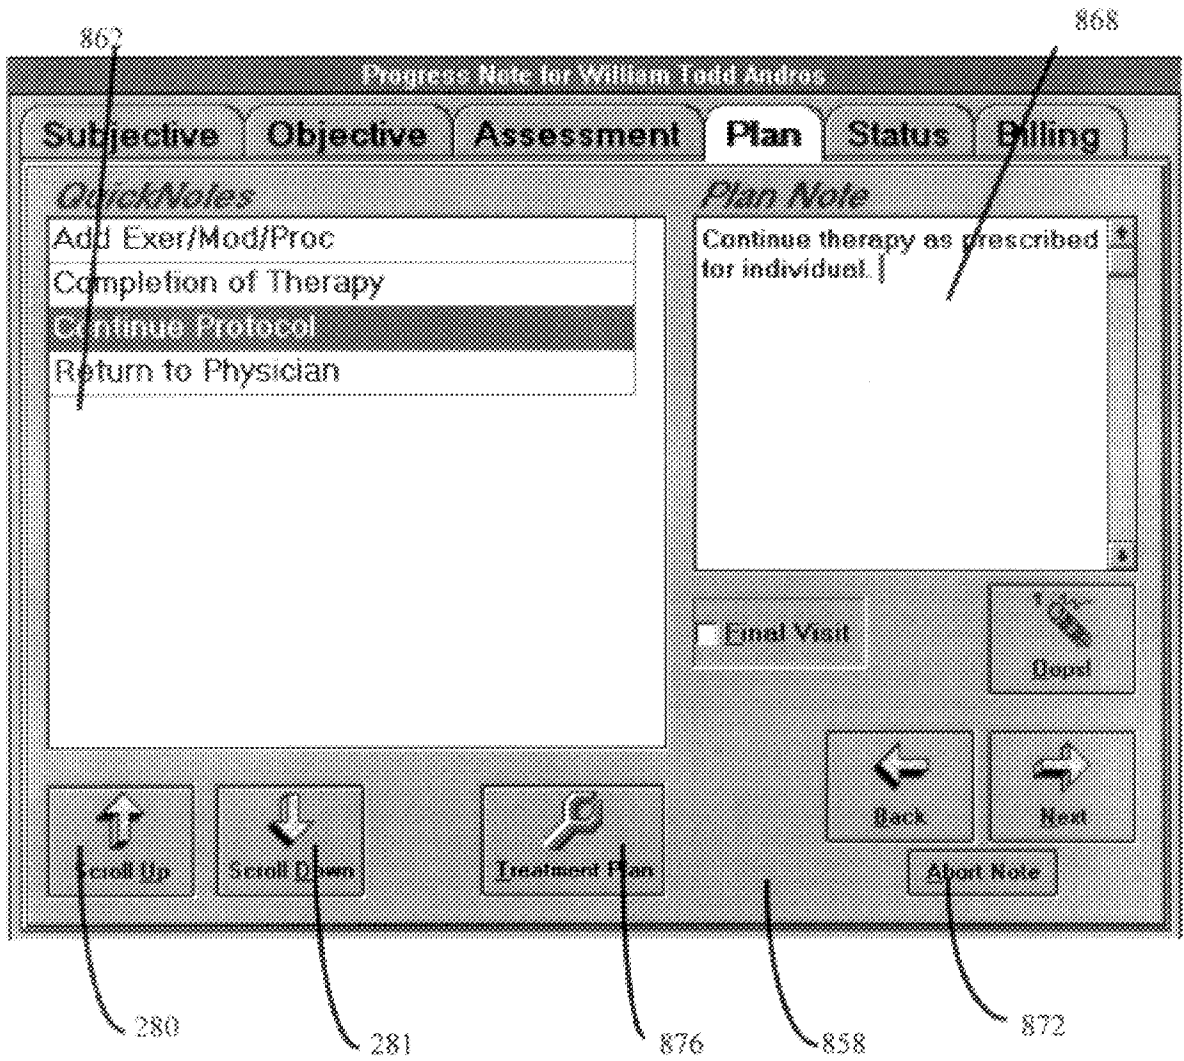 862
868
Progress Note for William Todd Andros
Subjective Objective Assessment Plan Status Billing
QuickNotes
Plan Note
Add Exer/Mod/Proc
Completion of Therapy
Continue Protocol
Return to Physician
Continue therapy as prescribed
for individual.
Final Visit
Oops!
Back
Next
Scroll Up
Scroll Down
Treatment Plan
Abort Note
280
281
876
858
872